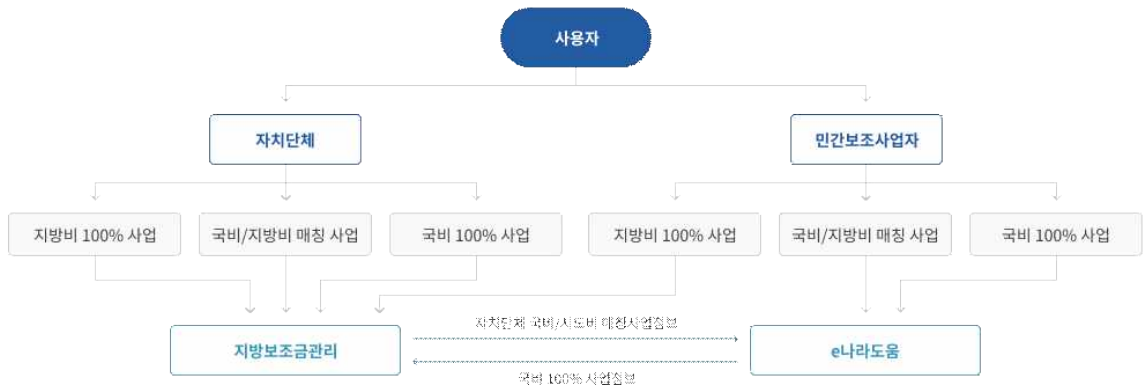 사용자
자치단체
민간보조사업자
지방비 100% 사업
국비/지방비 매칭 사업
국비 100% 사업
지방비 100% 사업
국비/지방비 매칭 사업
국비 100% 사업
자치단체 국비/시도비 매칭사업정보
지방보조금관리
e나라도움
국비 100% 사업정보